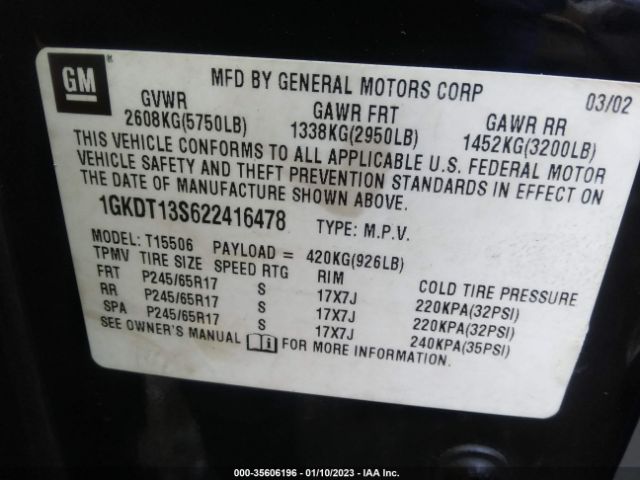 GM ®
MFD BY GENERAL MOTORS CORP 03/02
GVWR GAWR FRT GAWR RR
2608KG(5750LB) 1338KG(2950LB) 1452KG(3200LB)
THIS VEHICLE CONFORMS TO ALL APPLICABLE U.S. FEDERAL MOTOR
VEHICLE SAFETY AND THEFT PREVENTION STANDARDS IN EFFECT ON
THE DATE OF MANUFACTURE SHOWN ABOVE.
1GKDT13S622416478 TYPE: M.P.V.
MODEL: T15506 PAYLOAD = 420KG(926LB)
TPMV TIRE SIZE SPEED RTG RIM COLD TIRE PRESSURE
FRT P245/65R17 S 17X7J 220KPA(32PSI)
RR P245/65R17 S 17X7J 220KPA(32PSI)
SPA P245/65R17 S 17X7J 240KPA(35PSI)
SEE OWNER'S MANUAL FOR MORE INFORMATION.
000-35606196 - 01/10/2023 - IAA Inc.